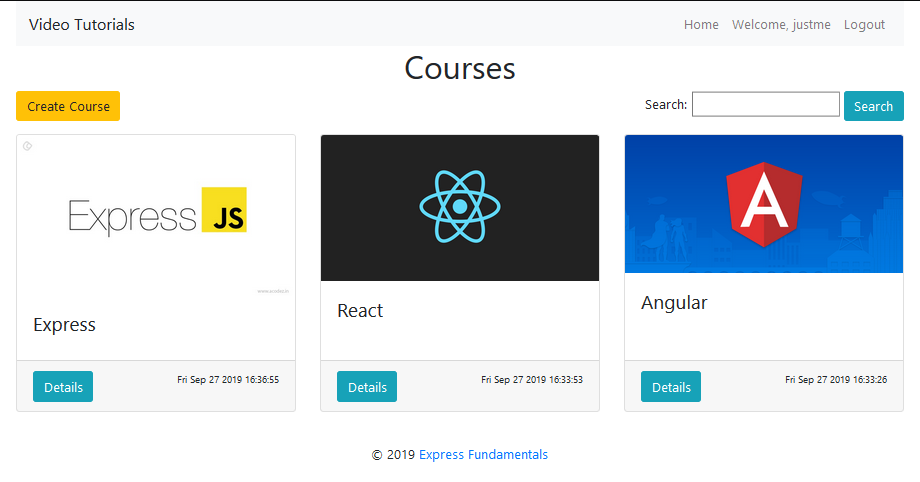 Video Tutorials Home Welcome, justme Logout
Courses
Create Course Search: Search
Express JS
Express
React
Angular
Details Fri Sep 27 2019 16:36:55
Details Fri Sep 27 2019 16:33:53
Details Fri Sep 27 2019 16:33:26
© 2019 Express Fundamentals